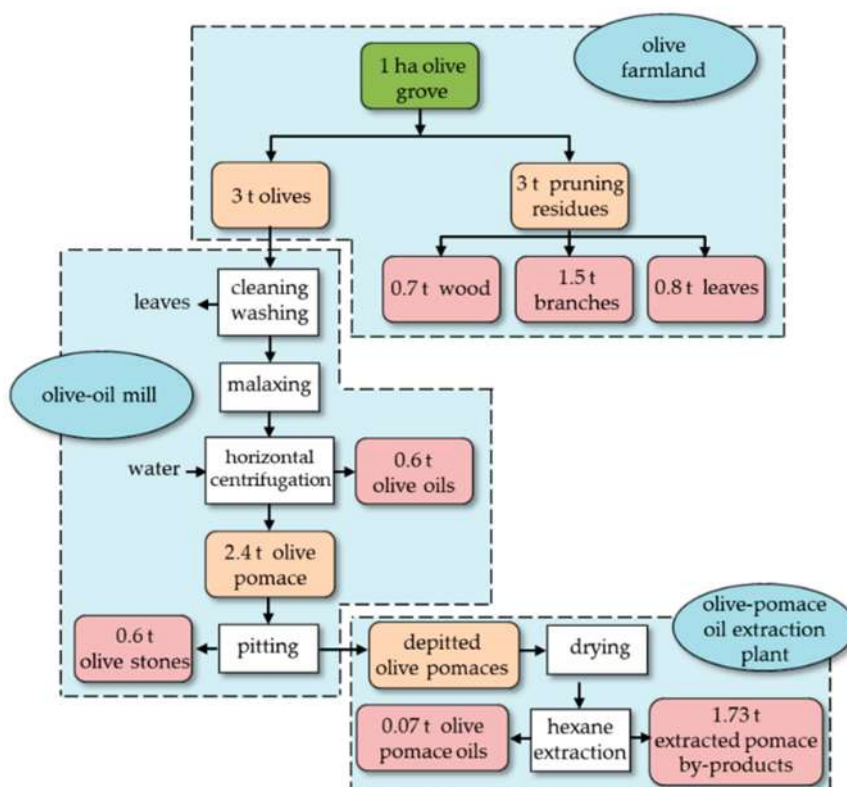 olive
farmland
1 ha olive
grove
3 t olives
3 t pruning
residues
0.7 t wood
1.5 t
branches
0.8 t leaves
leaves
cleaning
washing
olive-oil mill
malaxing
water
horizontal
centrifugation
0.6 t
olive oils
2.4 t olive
pomace
0.6 t
olive stones
pitting
depitted
olive pomaces
drying
olive-pomace
oil extraction
plant
0.07 t olive
pomace oils
hexane
extraction
1.73 t
extracted pomace
by-products